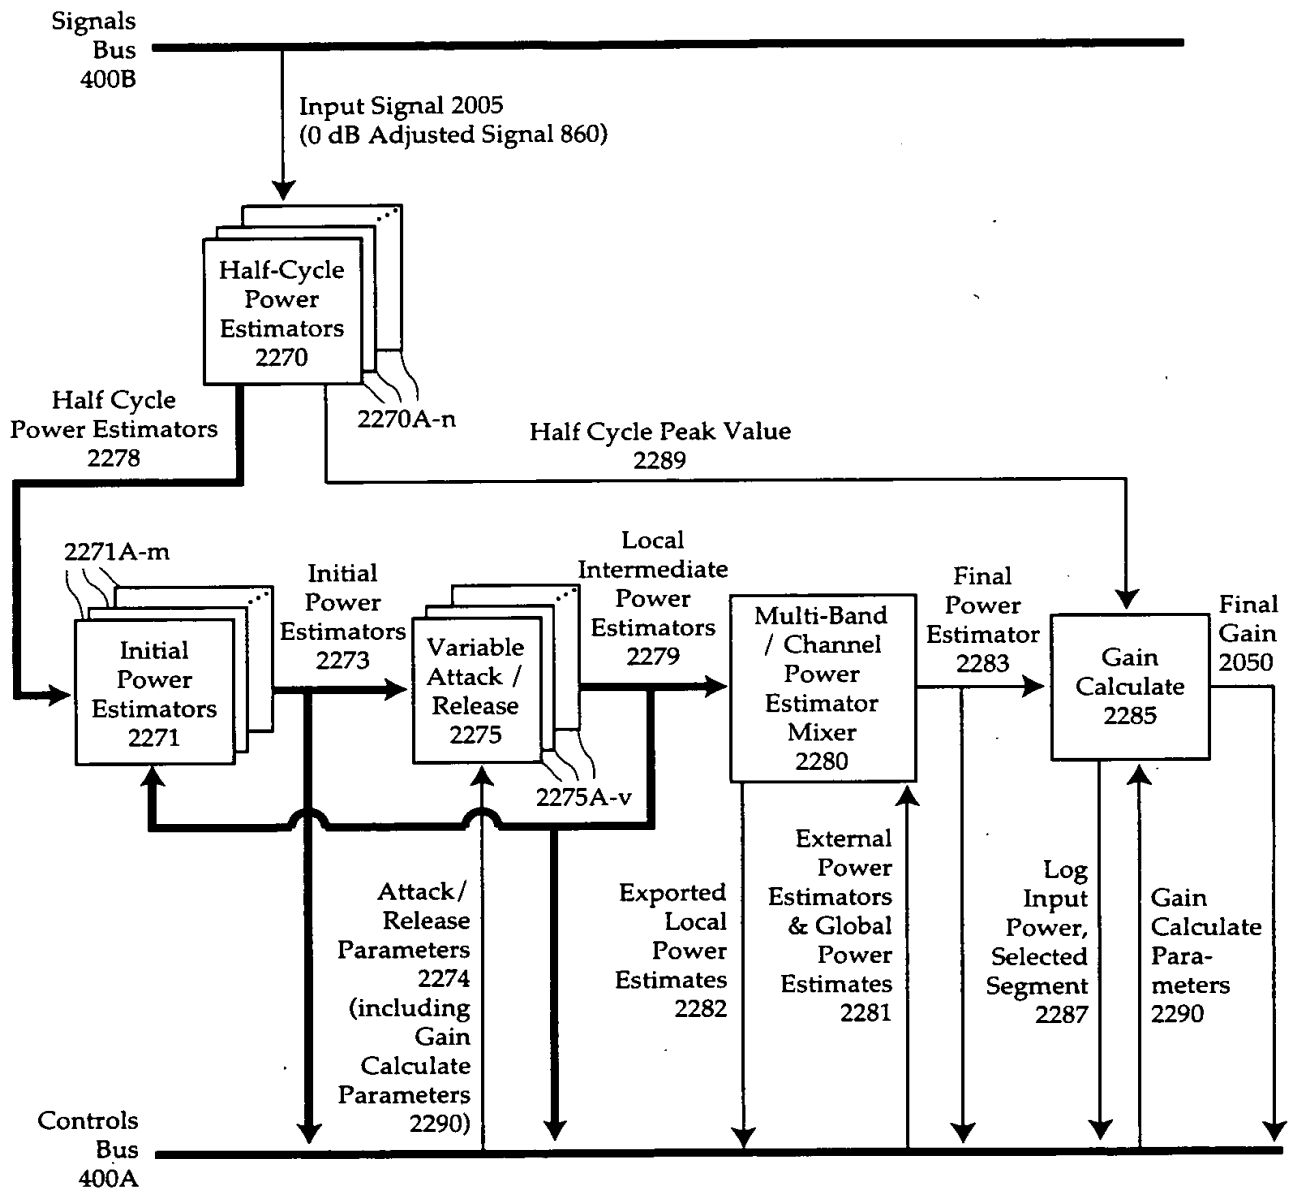 Signals
Bus
400B
Input Signal 2005
(0 dB Adjusted Signal 860)
Half-Cycle
Power
Estimators
2270
2270A-n
Half Cycle
Power Estimators
2278
Half Cycle Peak Value
2289
2271A-m
Initial
Power
Estimators
2271
Initial
Power
Estimators
2273
Variable
Attack /
Release
2275
2275A-v
Local
Intermediate
Power
Estimators
2279
Multi-Band
/ Channel
Power
Estimator
Mixer
2280
Final
Power
Estimator
2283
Gain
Calculate
2285
Final
Gain
2050
Attack/
Release
Parameters
2274
(including
Gain
Calculate
Parameters
2290)
Exported
Local
Power
Estimates
2282
External
Power
Estimators
& Global
Power
Estimates
2281
Log
Input
Power,
Selected
Segment
2287
Gain
Calculate
Para-
meters
2290
Controls
Bus
400A